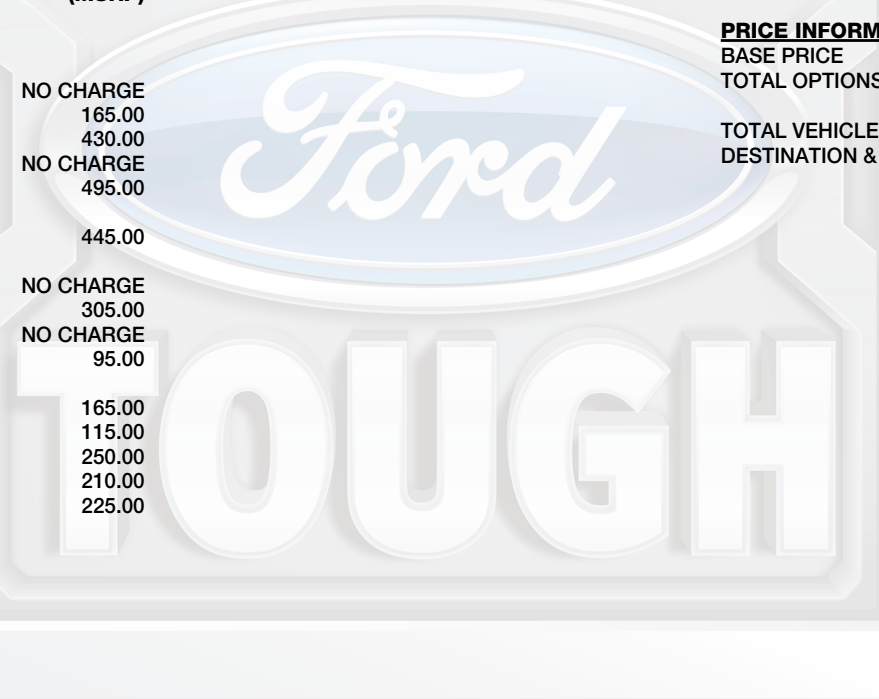 (MSRP)
NO CHARGE
165.00
430.00
NO CHARGE
495.00
445.00
NO CHARGE
305.00
NO CHARGE
95.00
165.00
115.00
250.00
210.00
225.00
PRICE INFORM
BASE PRICE
TOTAL OPTIONS
TOTAL VEHICLE
DESTINATION &
Ford
TOUGH